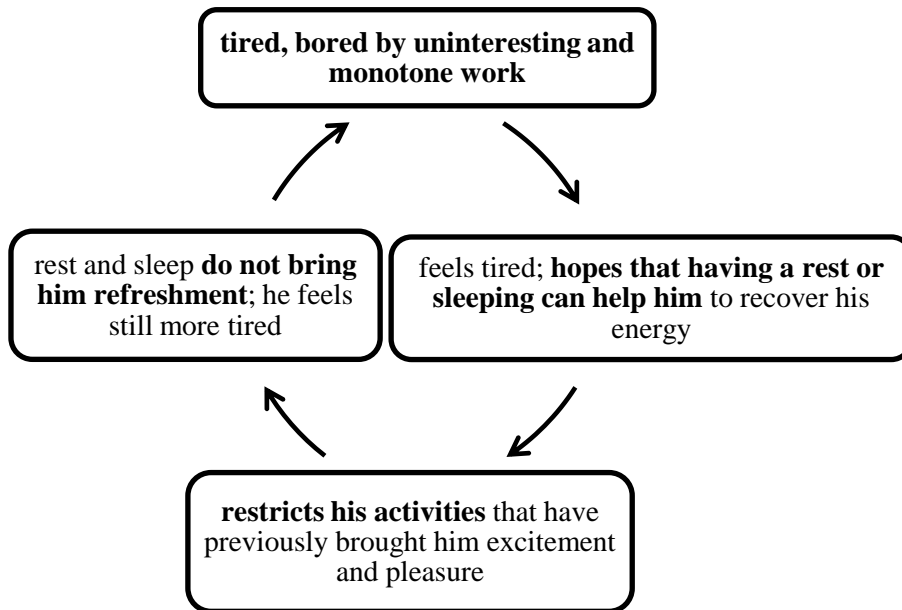 tired, bored by uninteresting and
monotone work
feels tired; hopes that having a rest or
sleeping can help him to recover his
energy
restricts his activities that have
previously brought him excitement
and pleasure
rest and sleep do not bring
him refreshment; he feels
still more tired